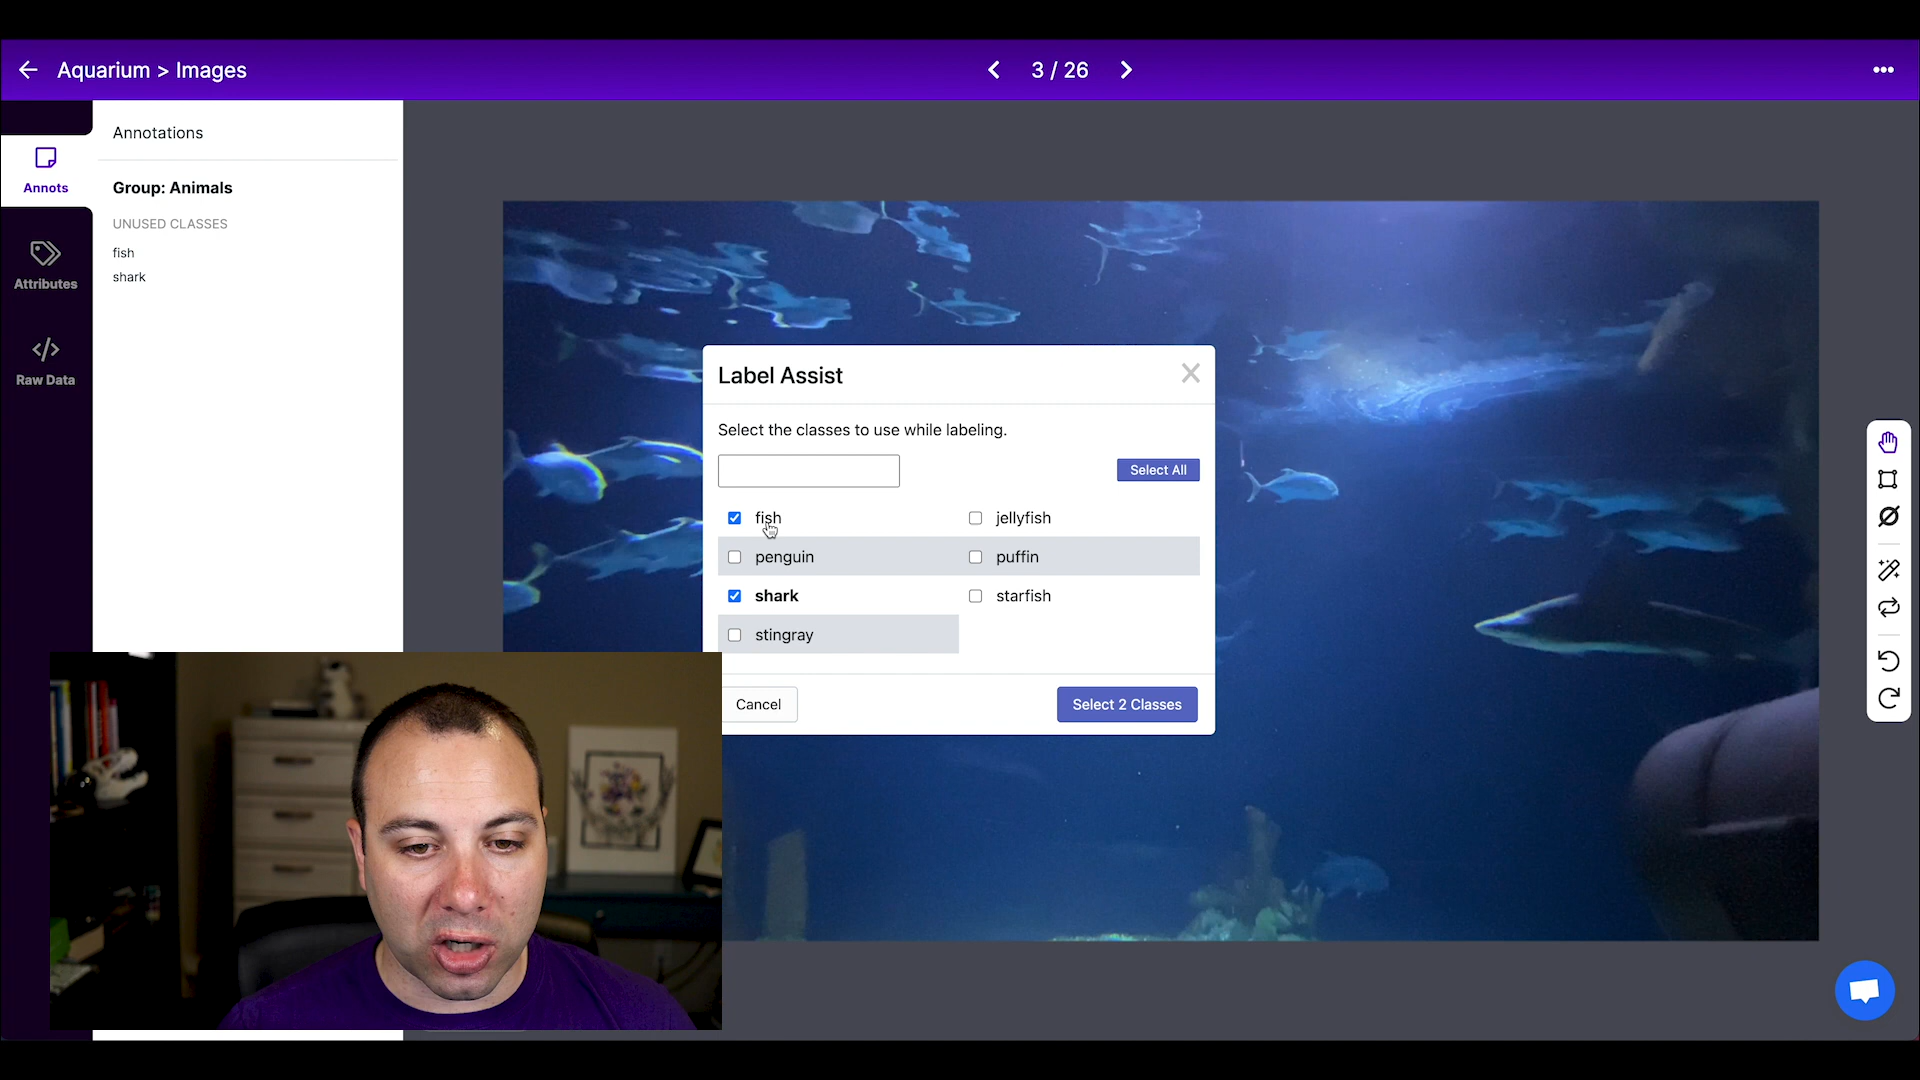 Aquarium > Images
3 / 26
Annots
Attributes
Raw Data
Annotations
Group: Animals
UNUSED CLASSES
fish
shark
Label Assist
Select the classes to use while labeling.
Select All
fish
jellyfish
penguin
puffin
shark
starfish
stingray
Cancel
Select 2 Classes